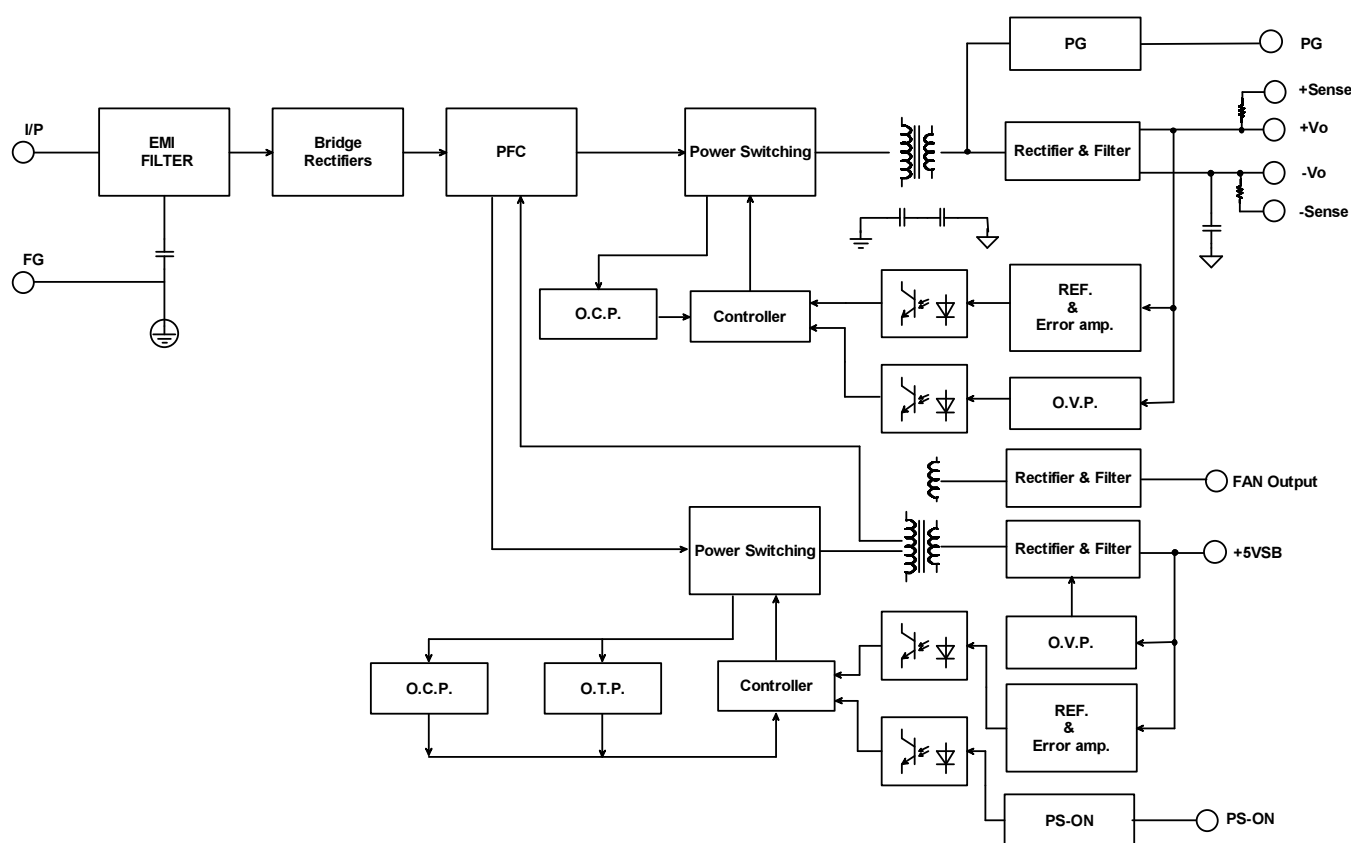 PG
PG
+Sense
I/P
EMI
FILTER
Bridge
Rectifiers
PFC
Power Switching
Rectifier & Filter
+Vo
-Vo
-Sense
FG
O.C.P.
Controller
REF.
&
Error amp.
O.V.P.
Rectifier & Filter
FAN Output
Power Switching
Rectifier & Filter
+5VSB
O.V.P.
O.C.P.
O.T.P.
Controller
REF.
&
Error amp.
PS-ON
PS-ON